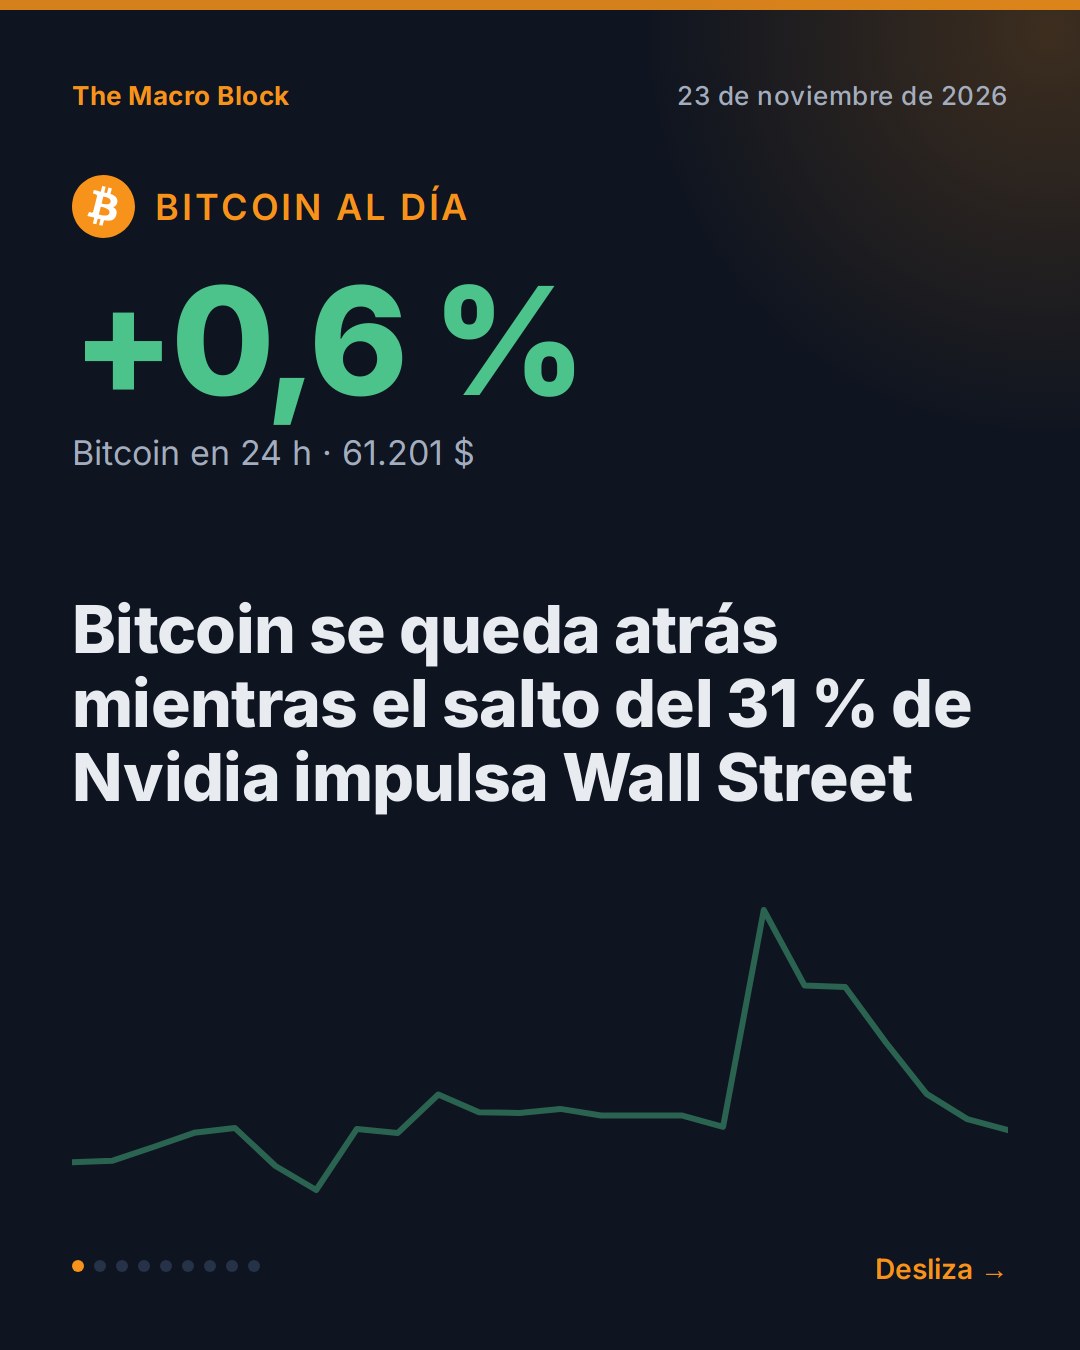 The Macro Block
23 de noviembre de 2026
BITCOIN AL DÍA
+0,6 %
Bitcoin en 24 h · 61.201 $
Bitcoin se queda atrás
mientras el salto del 31 % de
Nvidia impulsa Wall Street
Desliza →